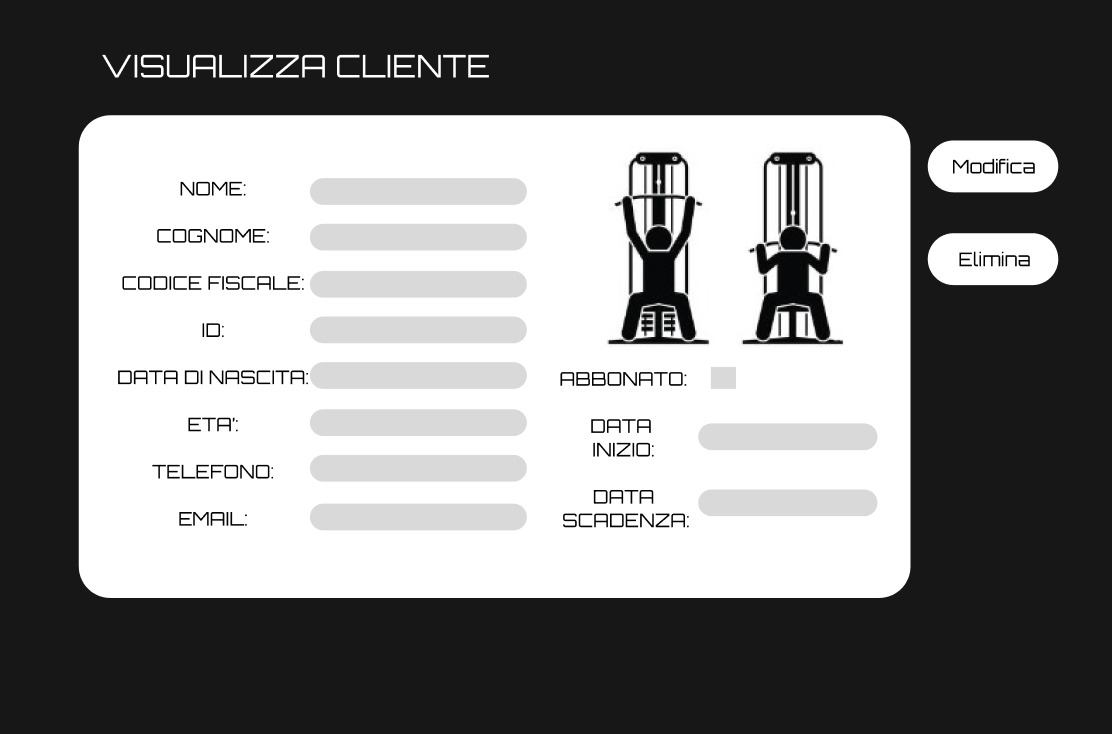 VISUALIZZA CLIENTE
NOME:
COGNOME:
CODICE FISCALE:
ID:
DATA DI NASCITA:
ETA':
TELEFONO:
EMAIL:
ABBONATO:
DATA
INIZIO:
DATA
SCADENZA:
Modifica
Elimina